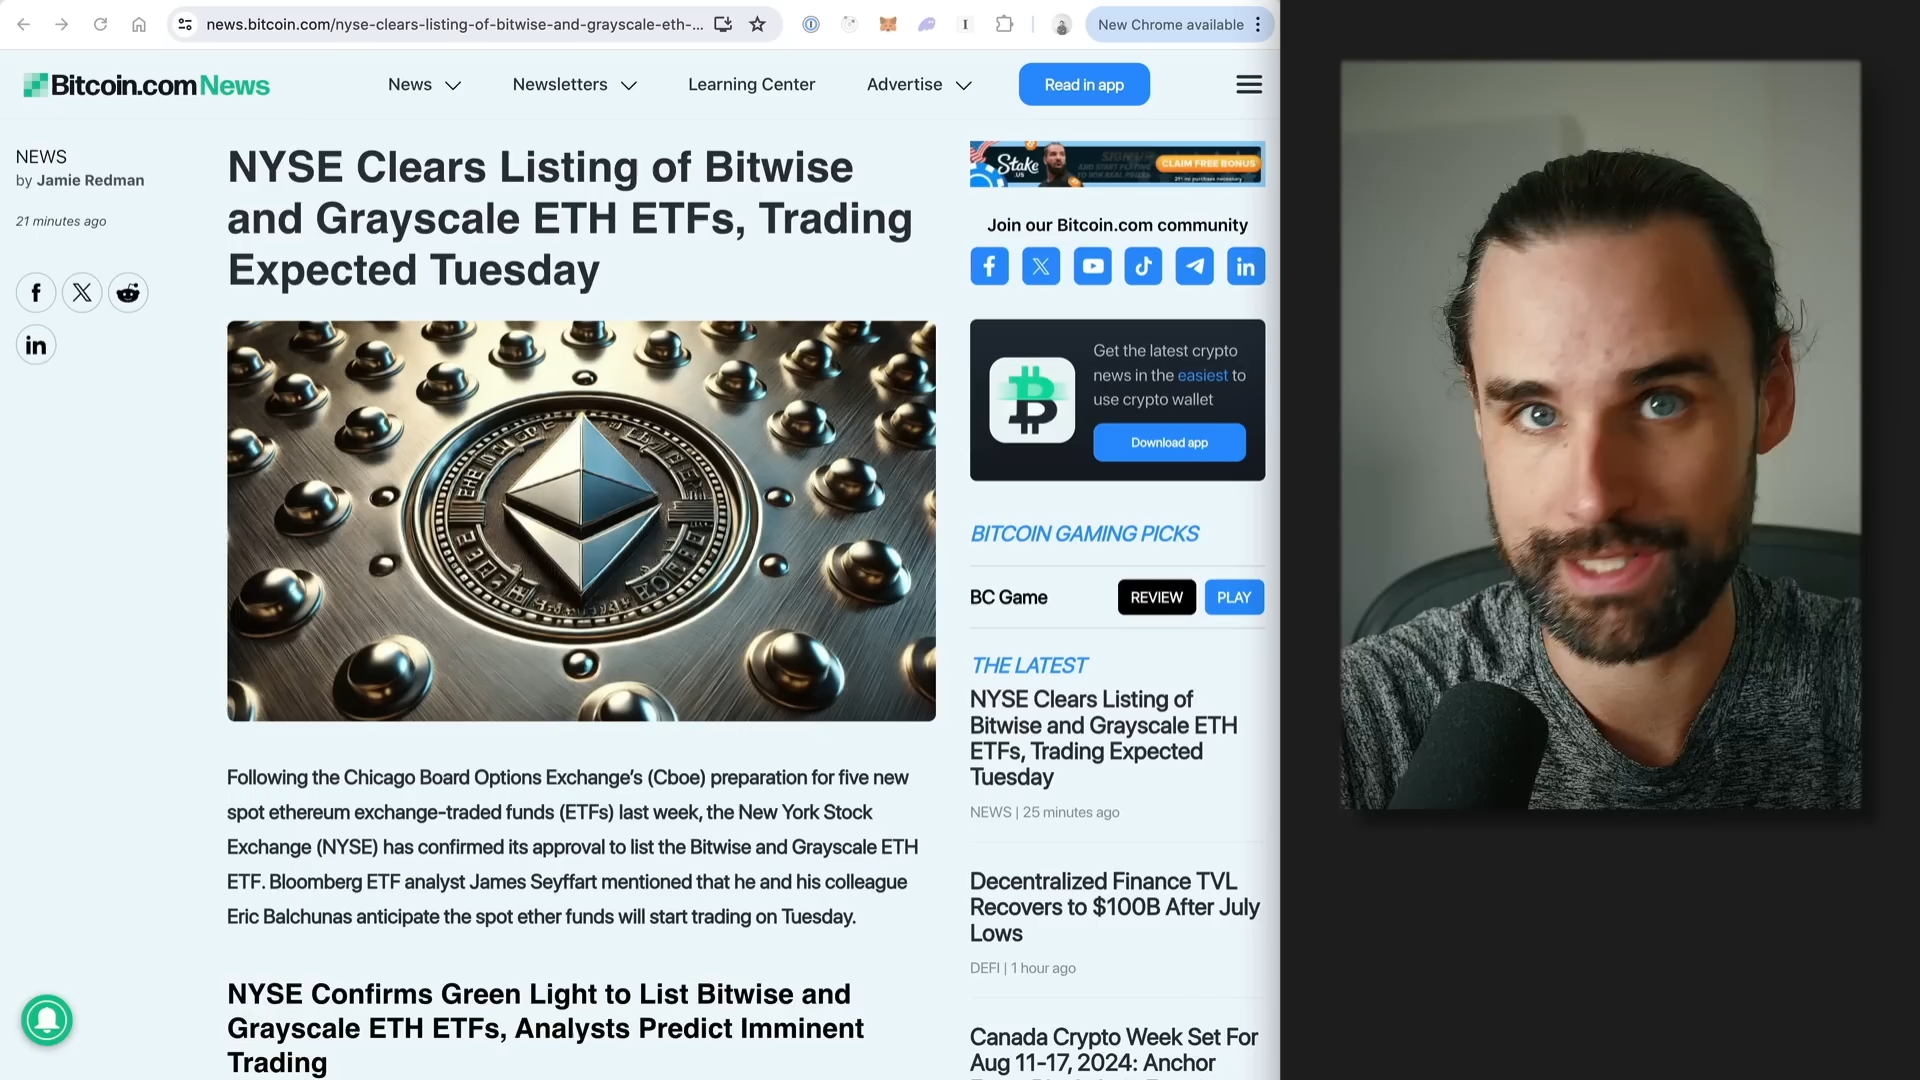 news.bitcoin.com/nyse-clears-listing-of-bitwise-and-grayscale-eth-...
New Chrome available
Bitcoin.com News
News
Newsletters
Learning Center
Advertise
Read in app
NEWS
by Jamie Redman
21 minutes ago
NYSE Clears Listing of Bitwise
and Grayscale ETH ETFs, Trading
Expected Tuesday
Stake
.US
CLAIM FREE BONUS
Join our Bitcoin.com community
Get the latest crypto
news in the easiest to
use crypto wallet
Download app
BITCOIN GAMING PICKS
BC Game
REVIEW
PLAY
THE LATEST
NYSE Clears Listing of
Bitwise and Grayscale ETH
ETFs, Trading Expected
Tuesday
NEWS | 25 minutes ago
Decentralized Finance TVL
Recovers to $100B After July
Lows
DEFI | 1 hour ago
Canada Crypto Week Set For
Aug 11-17, 2024: Anchor
Following the Chicago Board Options Exchange's (Cboe) preparation for five new
spot ethereum exchange-traded funds (ETFs) last week, the New York Stock
Exchange (NYSE) has confirmed its approval to list the Bitwise and Grayscale ETH
ETF. Bloomberg ETF analyst James Seyffart mentioned that he and his colleague
Eric Balchunas anticipate the spot ether funds will start trading on Tuesday.
NYSE Confirms Green Light to List Bitwise and
Grayscale ETH ETFs, Analysts Predict Imminent
Trading